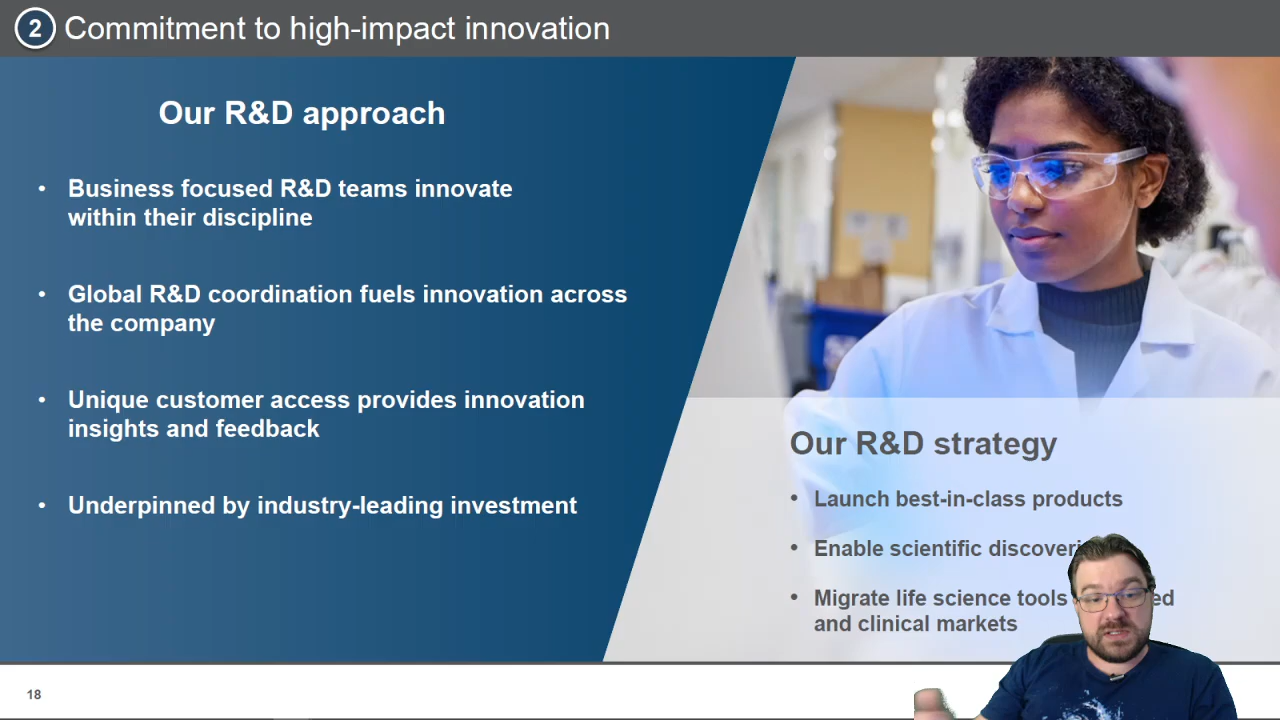 2 Commitment to high-impact innovation
Our R&D approach
• Business focused R&D teams innovate
within their discipline
• Global R&D coordination fuels innovation across
the company
• Unique customer access provides innovation
insights and feedback
• Underpinned by industry-leading investment
Our R&D strategy
• Launch best-in-class products
• Enable scientific
• Migrate life science tools
and clinical markets
18